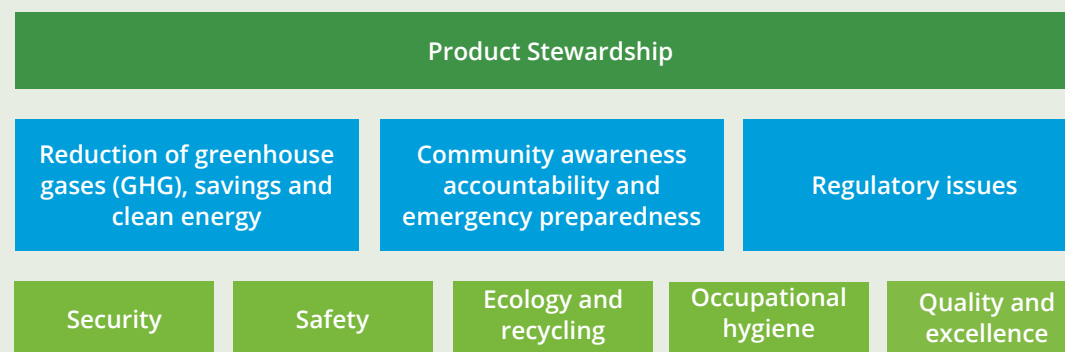 Product Stewardship
Reduction of greenhouse
gases (GHG), savings and
clean energy
Community awareness
accountability and
emergency preparedness
Regulatory issues
Security
Safety
Ecology and
recycling
Occupational
hygiene
Quality and
excellence